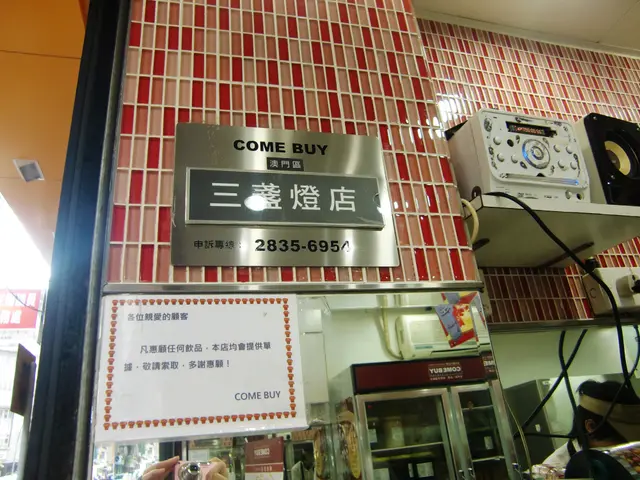 COME BUY
澳門區
三盞燈店
申訴專線： 2835-6954
各位親愛的顧客
凡惠顧任何飲品，本店均會提供單
據，敬請索取，多謝惠顧！
COME BUY
COMEBUY